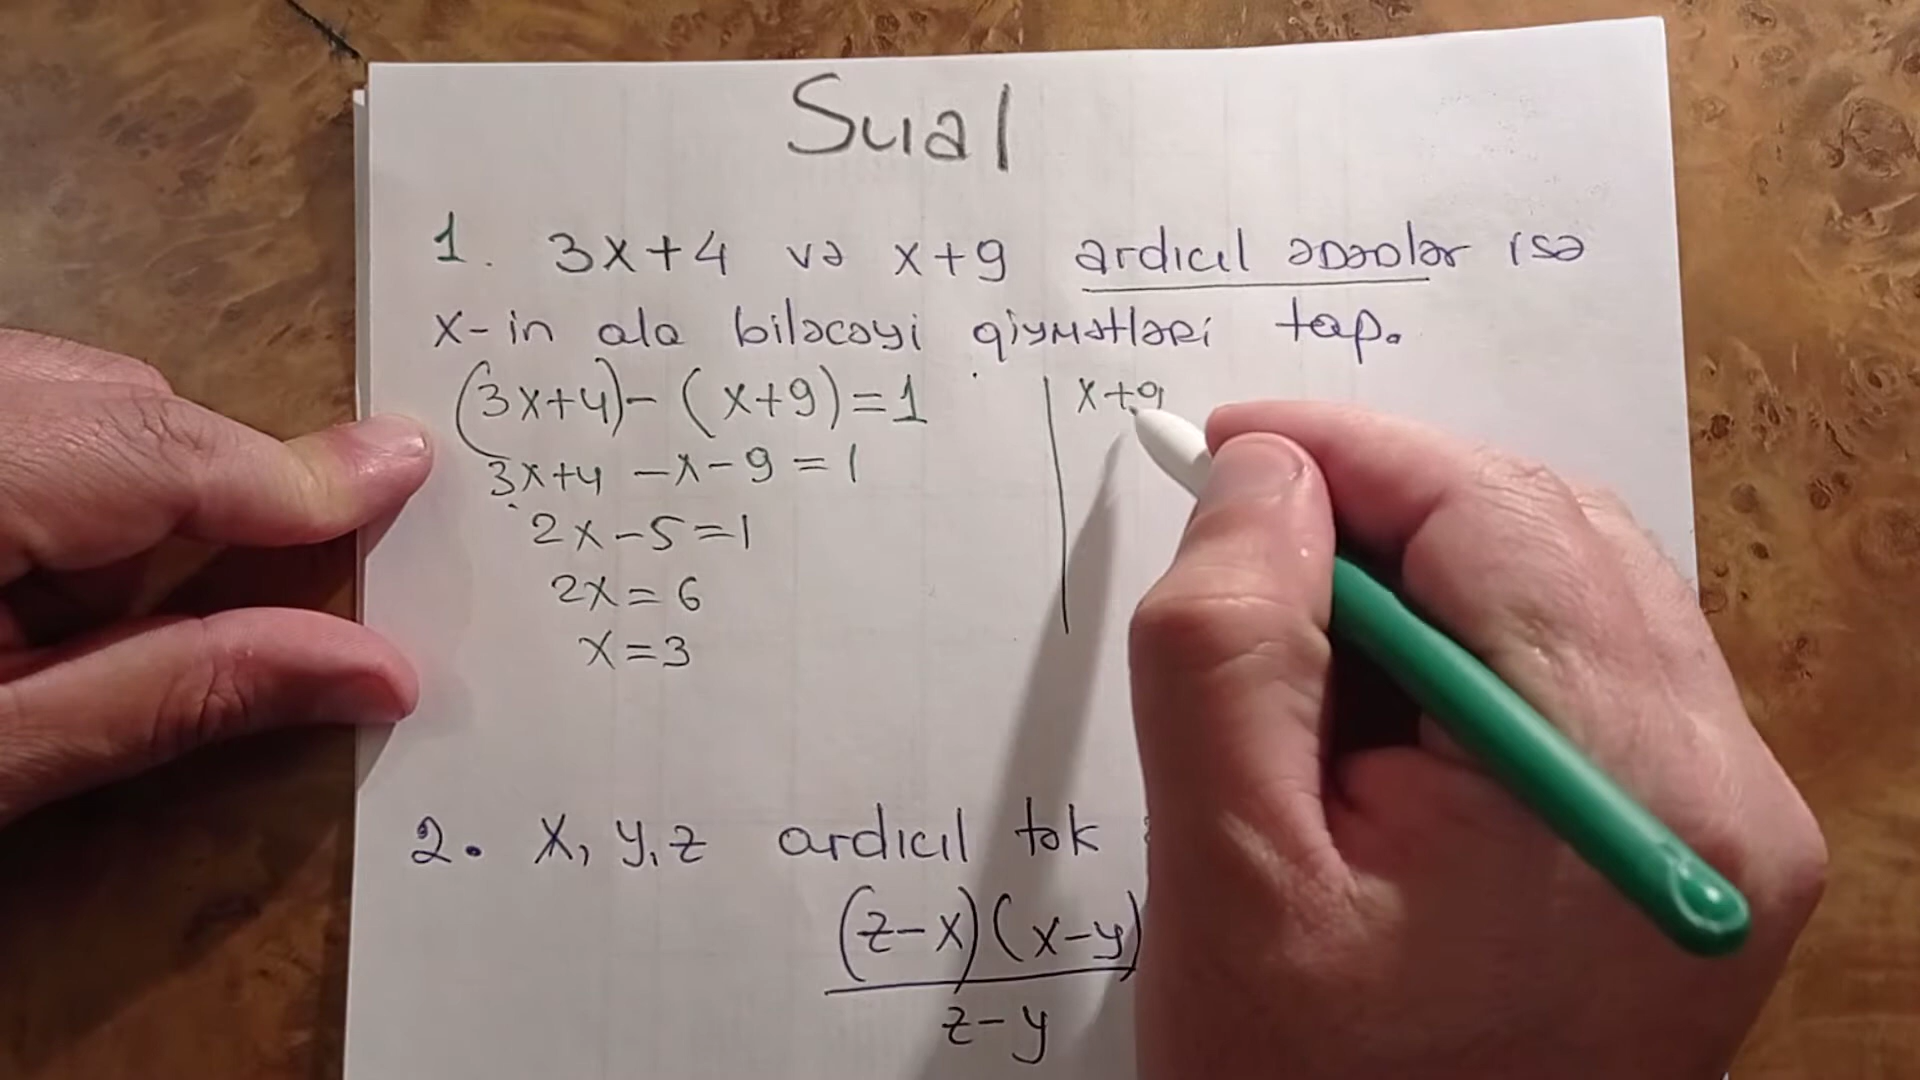 Sual
1. 3x+4 və x+9 ardıcıl ədədlər isə
x-in ala biləcəyi qiymətləri tap.
(3x+4)-(x+9)=1
3x+4-x-9=1
2x-5=1
2x=6
x=3
x+9
2. x, y, z ardıcıl tək
(z-x)(x-y)
z-y